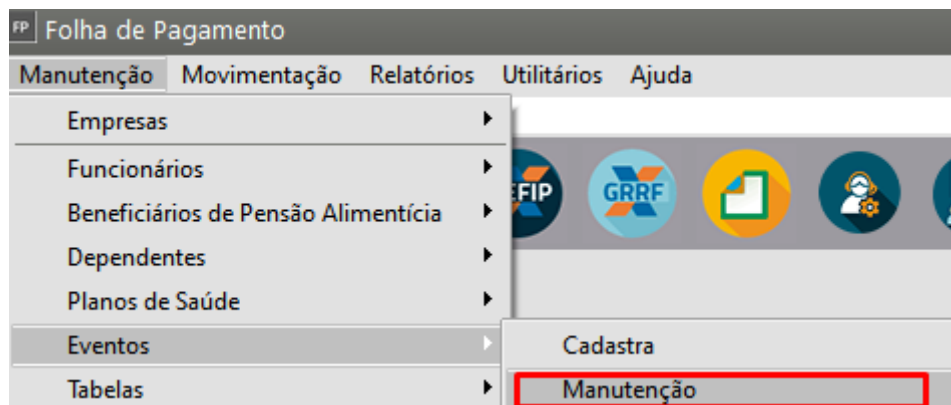 FP Folha de Pagamento
Manutenção Movimentação Relatórios Utilitários Ajuda
Empresas
Funcionários
EFIP GRRF
Beneficiários de Pensão Alimentícia
Dependentes
Planos de Saúde
Eventos
Cadastra
Tabelas
Manutenção